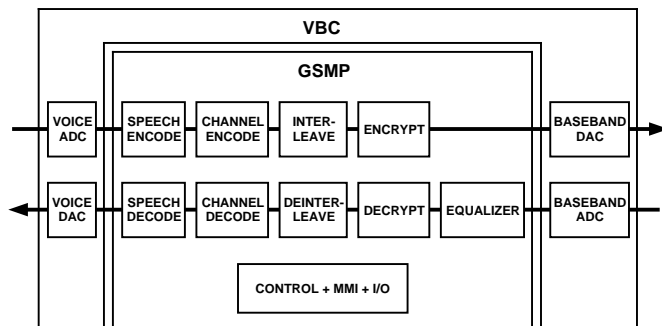 VBC
GSMP
VOICE
ADC
SPEECH
ENCODE
CHANNEL
ENCODE
INTER-
LEAVE
ENCRYPT
BASEBAND
DAC
VOICE
DAC
SPEECH
DECODE
CHANNEL
DECODE
DEINTER-
LEAVE
DECRYPT
EQUALIZER
BASEBAND
ADC
CONTROL + MMI + I/O